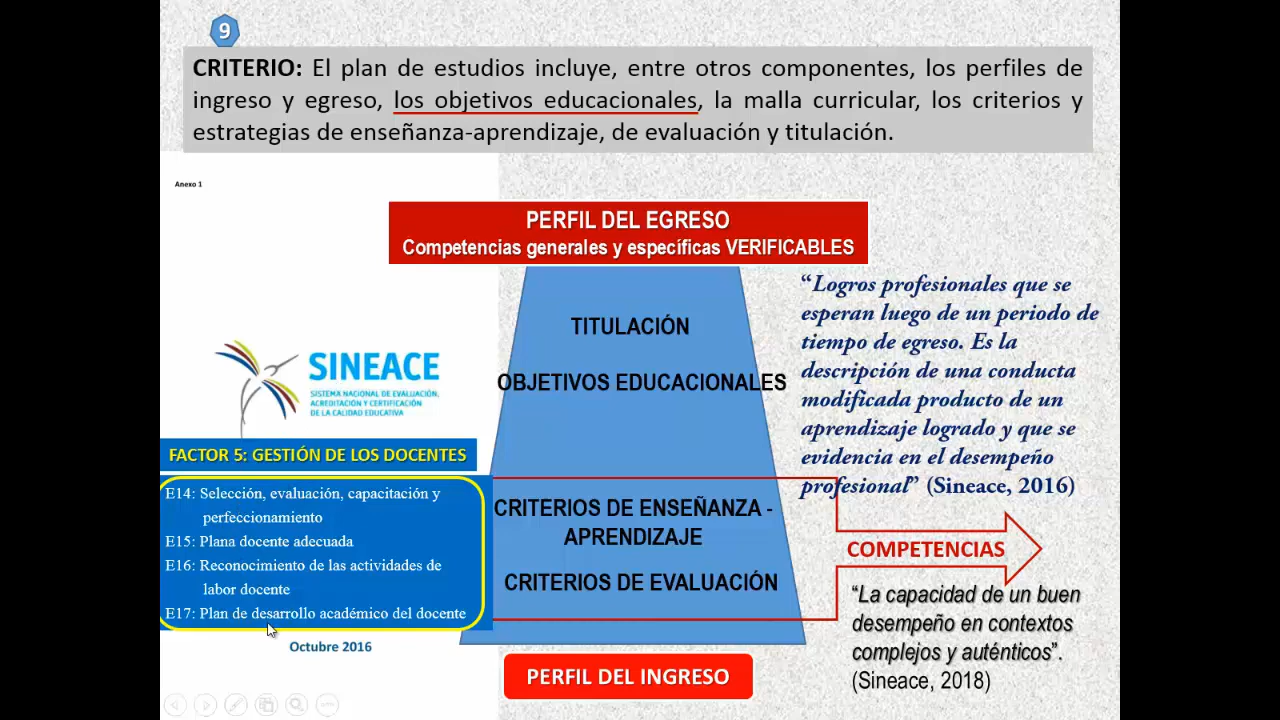 9
CRITERIO: El plan de estudios incluye, entre otros componentes, los perfiles de
ingreso y egreso, los objetivos educacionales, la malla curricular, los criterios y
estrategias de enseñanza-aprendizaje, de evaluación y titulación.
Anexo 1
PERFIL DEL EGRESO
Competencias generales y específicas VERIFICABLES
TITULACIÓN
OBJETIVOS EDUCACIONALES
“Logros profesionales que se
esperan luego de un periodo de
tiempo de egreso. Es la
descripción de una conducta
modificada producto de un
aprendizaje logrado y que se
evidencia en el desempeño
profesional” (Sineace, 2016)
SINEACE
SISTEMA NACIONAL DE EVALUACIÓN,
ACREDITACIÓN Y CERTIFICACIÓN
DE LA CALIDAD EDUCATIVA
FACTOR 5: GESTIÓN DE LOS DOCENTES
E14: Selección, evaluación, capacitación y
perfeccionamiento
E15: Plana docente adecuada
E16: Reconocimiento de las actividades de
labor docente
E17: Plan de desarrollo académico del docente
CRITERIOS DE ENSEÑANZA -
APRENDIZAJE
CRITERIOS DE EVALUACIÓN
COMPETENCIAS
“La capacidad de un buen
desempeño en contextos
complejos y auténticos”.
(Sineace, 2018)
Octubre 2016
PERFIL DEL INGRESO